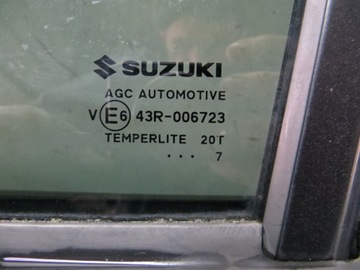 SUZUKI
AGC AUTOMOTIVE
V E6 43R-006723
TEMPERLITE 20T
... 7